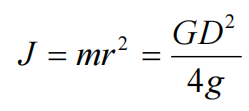 J = mr² = GD²/4g